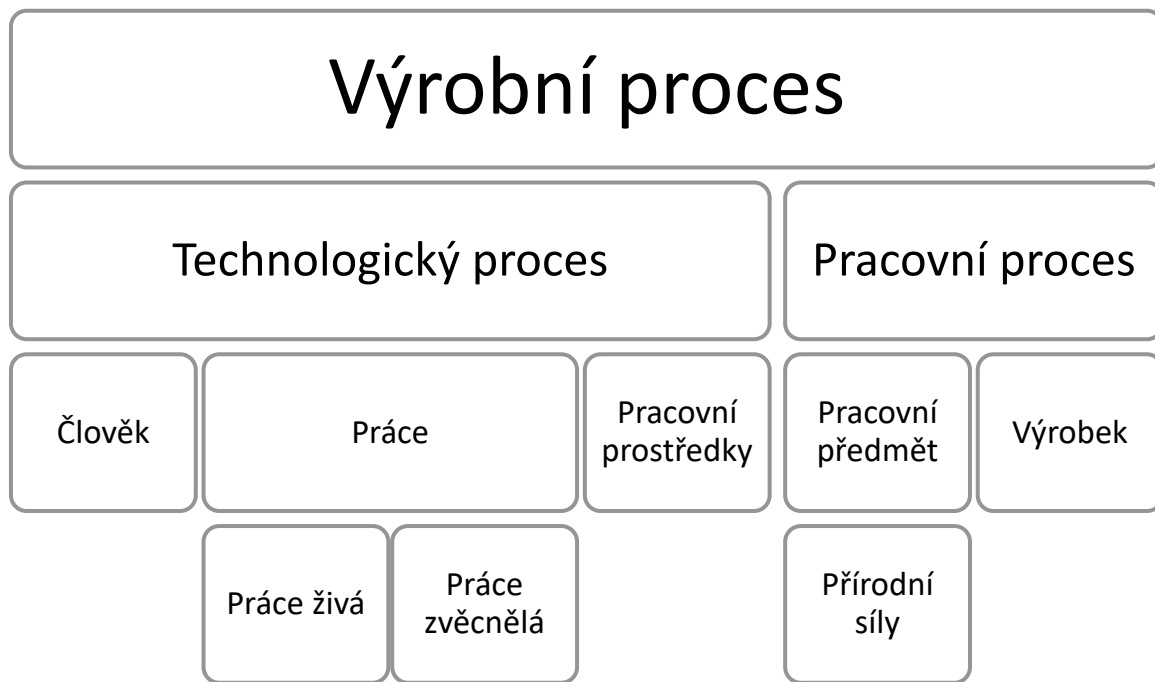 Výrobní proces
Technologický proces
Pracovní proces
Člověk
Práce
Pracovní
prostředky
Pracovní
předmět
Výrobek
Práce živá
Práce
zvěcnělá
Přírodní
síly